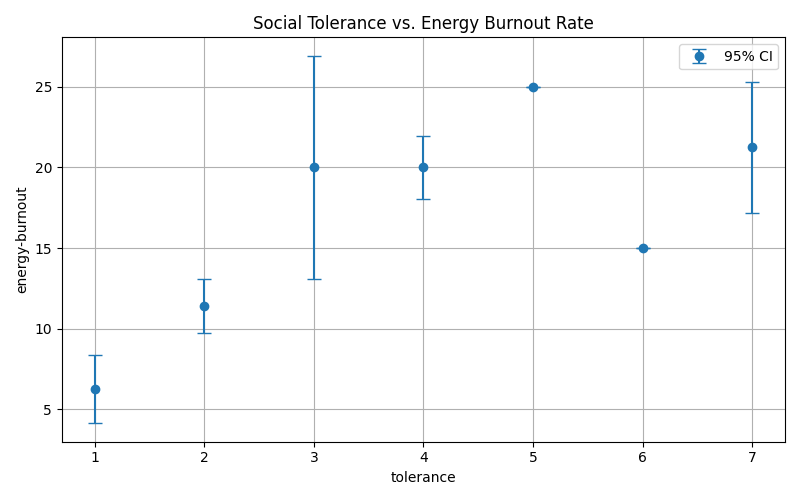 Social Tolerance vs. Energy Burnout Rate
95% CI
energy-burnout
25
20
15
10
5
1 2 3 4 5 6 7
tolerance